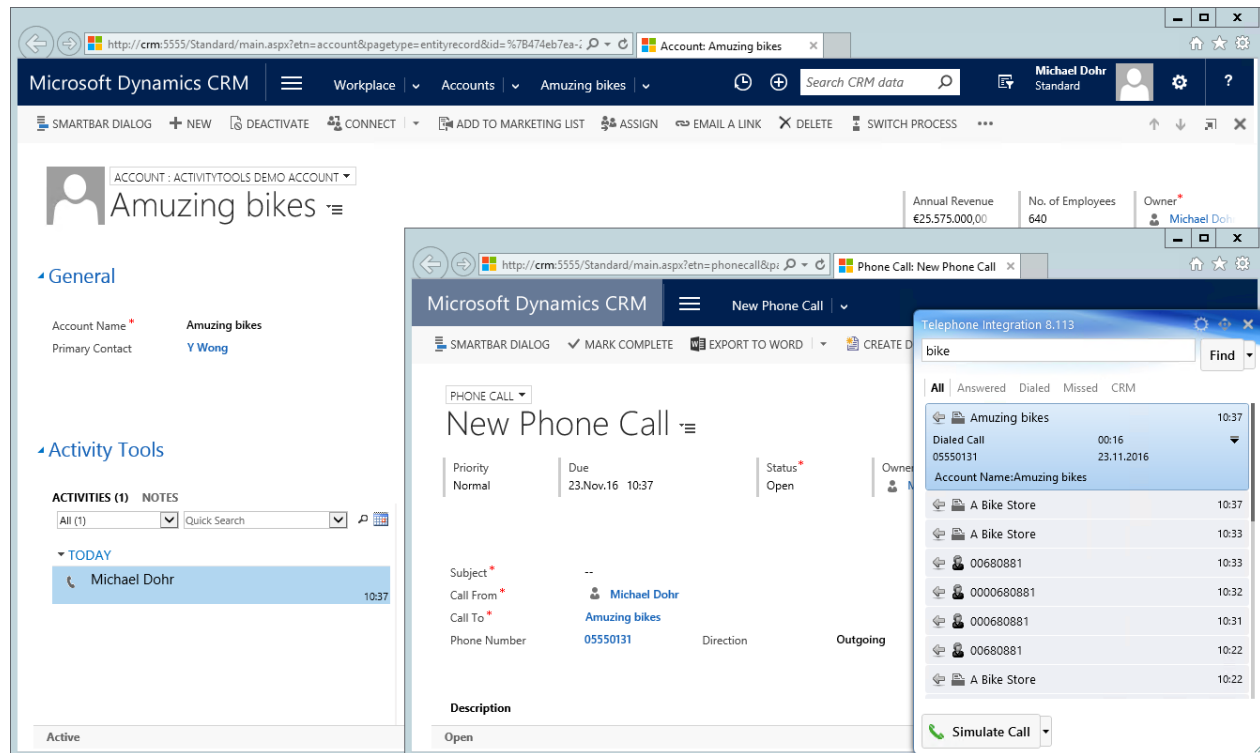 http://crm:5555/Standard/main.aspx?etn=account&pagetype=entityrecord&id=%7B474eb7ea-
Account: Amuzing bikes
Microsoft Dynamics CRM
Workplace
Accounts
Amuzing bikes
Search CRM data
Michael Dohr
Standard
?
SMARTBAR DIALOG
NEW
DEACTIVATE
CONNECT
ADD TO MARKETING LIST
ASSIGN
EMAIL A LINK
DELETE
SWITCH PROCESS
ACCOUNT : ACTIVITYTOOLS DEMO ACCOUNT
Amuzing bikes
Annual Revenue
€25.575.000,00
No. of Employees
640
Owner*
Michael Dohr
General
Account Name*
Amuzing bikes
Primary Contact
Y Wong
Activity Tools
ACTIVITIES (1) NOTES
All (1)
Quick Search
TODAY
Michael Dohr
10:37
Active
http://crm:5555/Standard/main.aspx?etn=phonecall&pa
Phone Call: New Phone Call
Microsoft Dynamics CRM
New Phone Call
SMARTBAR DIALOG
MARK COMPLETE
EXPORT TO WORD
CREATE D
PHONE CALL
New Phone Call
Priority
Normal
Due
23.Nov.16 10:37
Status*
Open
Owner
Subject*
--
Call From*
Michael Dohr
Call To*
Amuzing bikes
Phone Number
05550131
Direction
Outgoing
Description
Open
Telephone Integration 8.113
bike
Find
All Answered Dialed Missed CRM
Amuzing bikes 10:37
Dialed Call 00:16
05550131 23.11.2016
Account Name:Amuzing bikes
A Bike Store 10:37
A Bike Store 10:33
00680881 10:33
0000680881 10:32
000680881 10:31
00680881 10:22
A Bike Store 10:22
Simulate Call